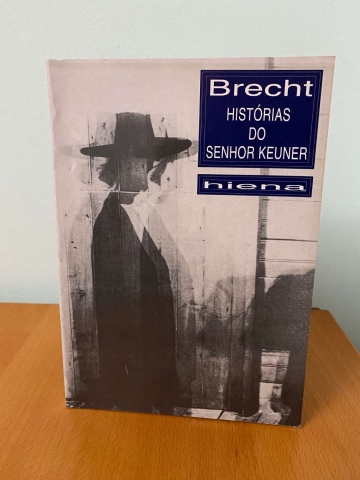 Brecht
HISTÓRIAS
DO
SENHOR KEUNER
hiena